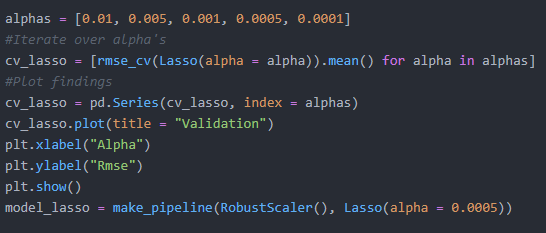 alphas = [0.01, 0.005, 0.001, 0.0005, 0.0001]
#Iterate over alpha's
cv_lasso = [rmse_cv(Lasso(alpha = alpha)).mean() for alpha in alphas]
#Plot findings
cv_lasso = pd.Series(cv_lasso, index = alphas)
cv_lasso.plot(title = "Validation")
plt.xlabel("Alpha")
plt.ylabel("Rmse")
plt.show()
model_lasso = make_pipeline(RobustScaler(), Lasso(alpha = 0.0005))